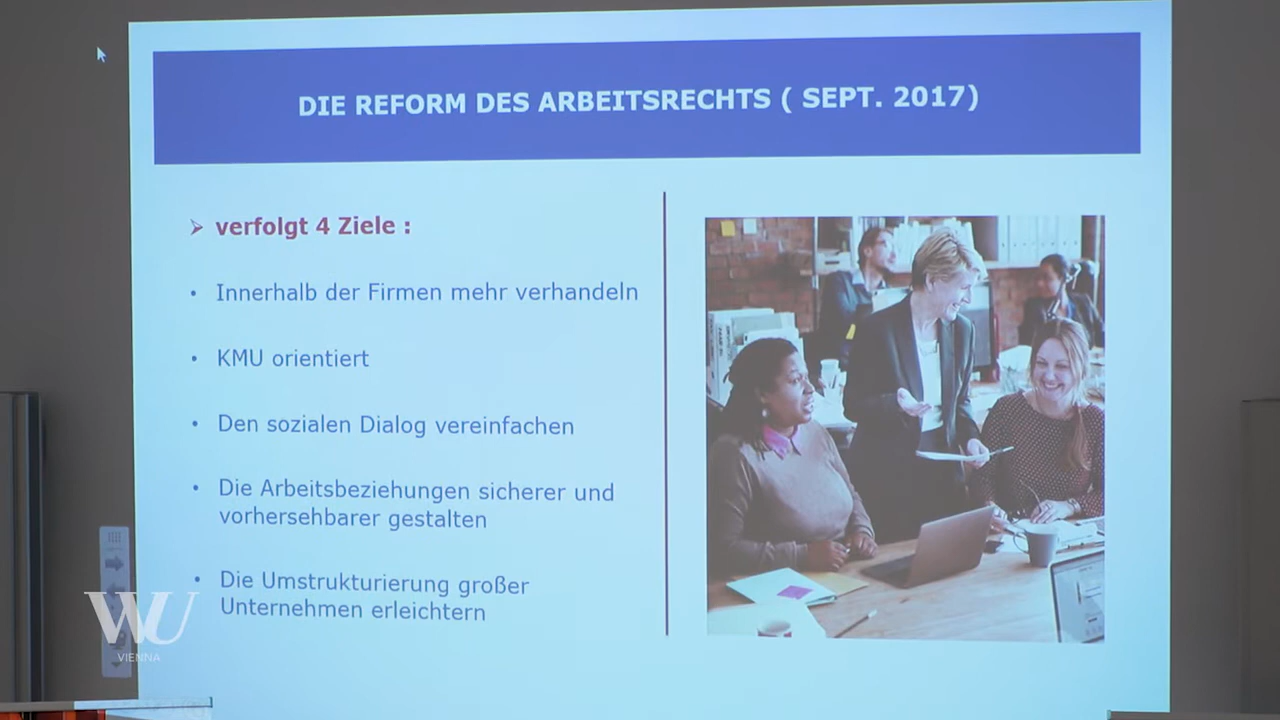 DIE REFORM DES ARBEITSRECHTS ( SEPT. 2017)
➢ verfolgt 4 Ziele :
• Innerhalb der Firmen mehr verhandeln
• KMU orientiert
• Den sozialen Dialog vereinfachen
• Die Arbeitsbeziehungen sicherer und
vorhersehbarer gestalten
• Die Umstrukturierung großer
Unternehmen erleichtern
WU
VIENNA